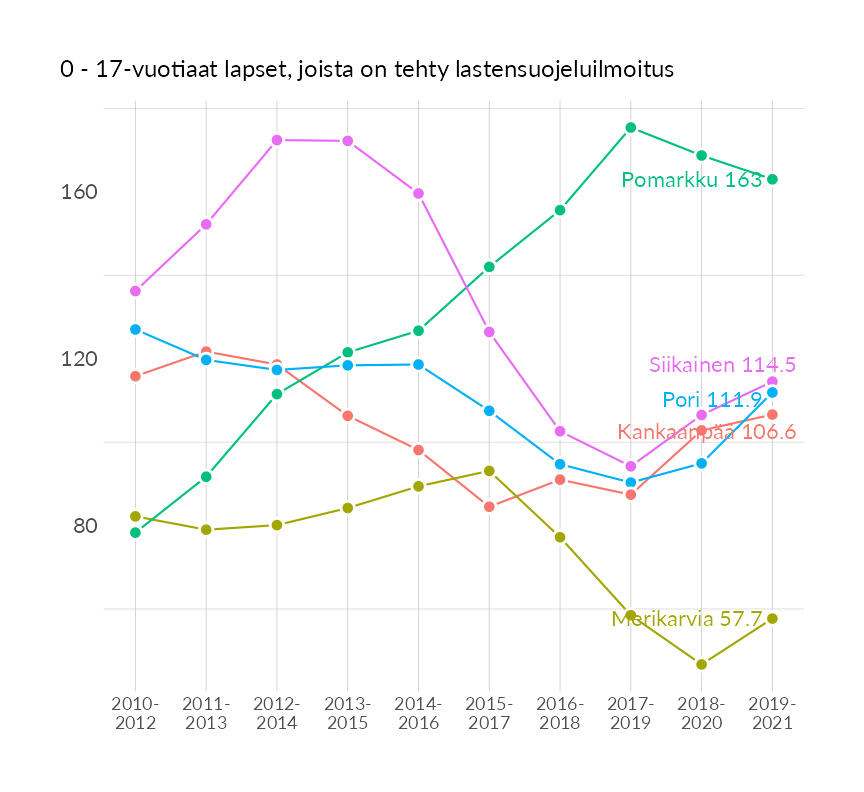 0 - 17-vuotiaat lapset, joista on tehty lastensuojeluilmoitus
160
Pomarkku 163
120
Siikainen 114.5
Pori 111.9
Kankaanpää 106.6
80
Merikarvia 57.7
2010- 2011- 2012- 2013- 2014- 2015- 2016- 2017- 2018- 2019-
2012 2013 2014 2015 2016 2017 2018 2019 2020 2021